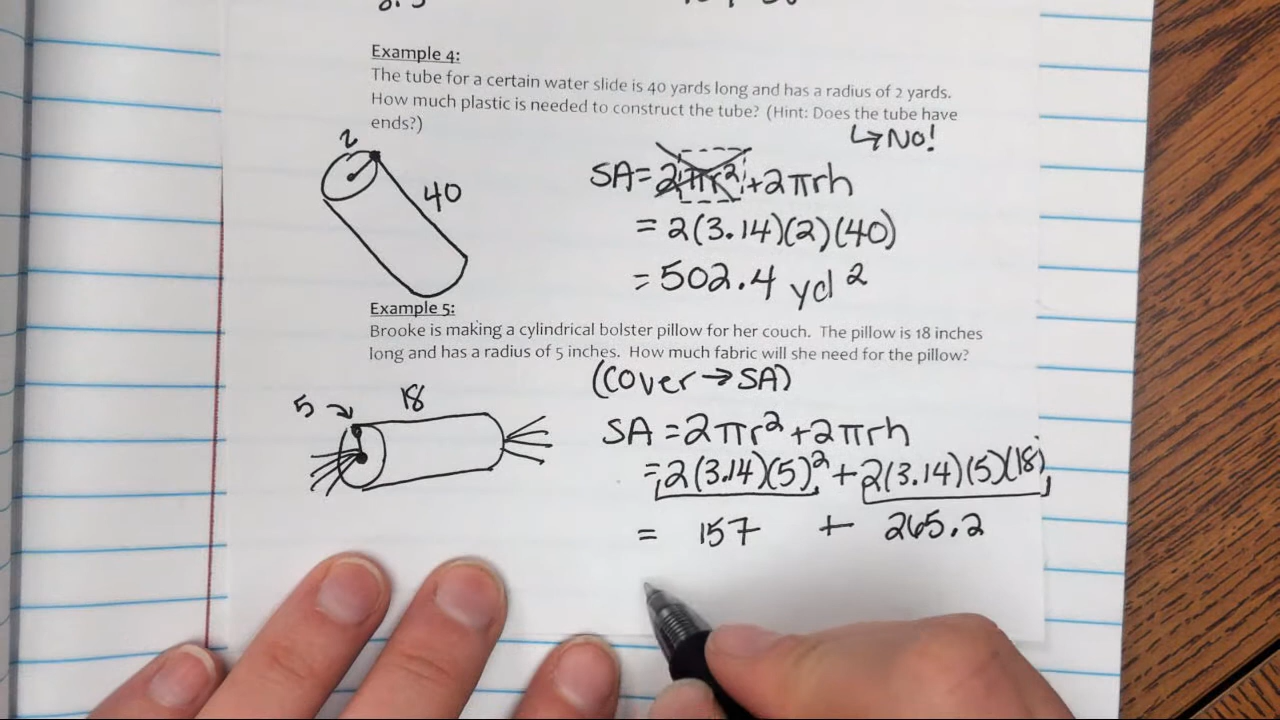 Example 4:
The tube for a certain water slide is 40 yards long and has a radius of 2 yards.
How much plastic is needed to construct the tube? (Hint: Does the tube have
ends?)
↳No!
2
40
SA=2πr²+2πrh
=2(3.14)(2)(40)
=502.4 yd²
Example 5:
Brooke is making a cylindrical bolster pillow for her couch. The pillow is 18 inches
long and has a radius of 5 inches. How much fabric will she need for the pillow?
(cover→SA)
5
18
SA=2πr²+2πrh
=2(3.14)(5)²+2(3.14)(5)(18)
= 157 + 265.2